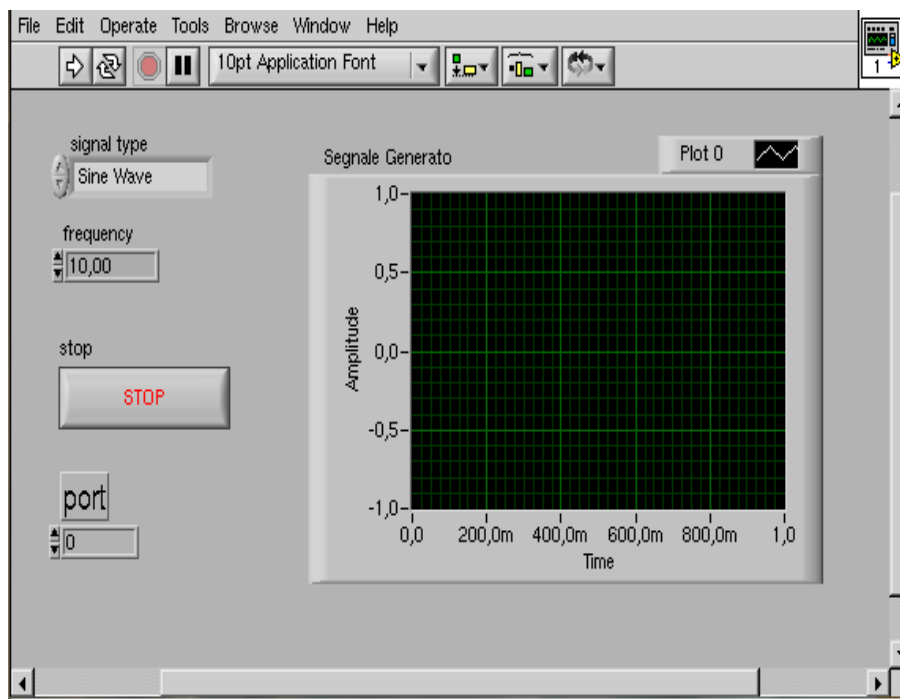 File Edit Operate Tools Browse Window Help
10pt Application Font
1
signal type
Sine Wave
frequency
10,00
stop
STOP
port
0
Segnale Generato
Plot 0
1,0
0,5
0,0
-0,5
-1,0
Amplitude
0,0 200,0m 400,0m 600,0m 800,0m 1,0
Time